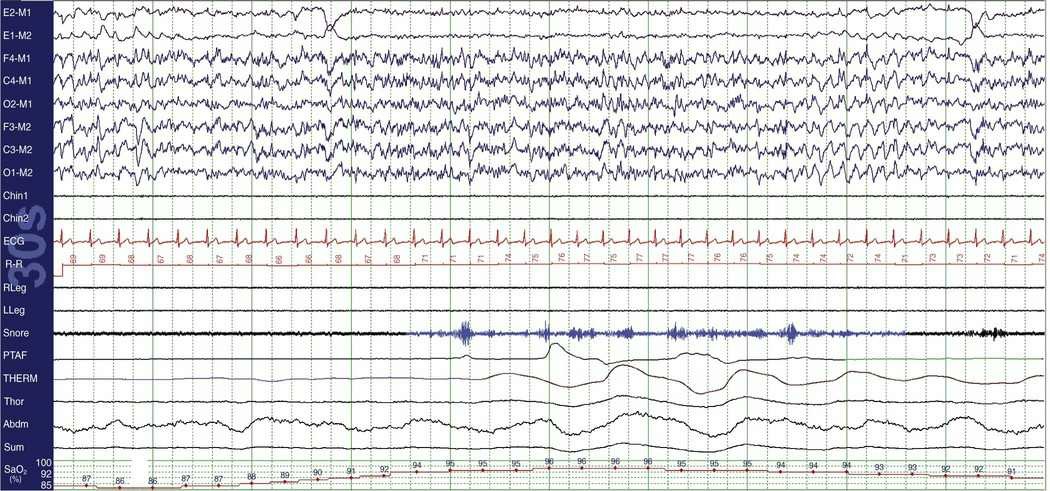 E2-M1
E1-M2
F4-M1
C4-M1
O2-M1
F3-M2
C3-M2
O1-M2
Chin1
Chin2
ECG
R-R 69 69 68 67 67 68 68 66 66 68 67 68 71 71 71 74 75 76 77 75 77 77 76 76 75 74 72 74 71 73 73 72 71 74
30s
RLeg
LLeg
Snore
PTAF
THERM
Thor
Abdm
Sum
100
SaO2 92
(%) 85
87 86 86 87 87 88 89 90 91 92 94 95 95 95 96 96 96 96 95 95 95 94 94 94 93 93 92 92 91